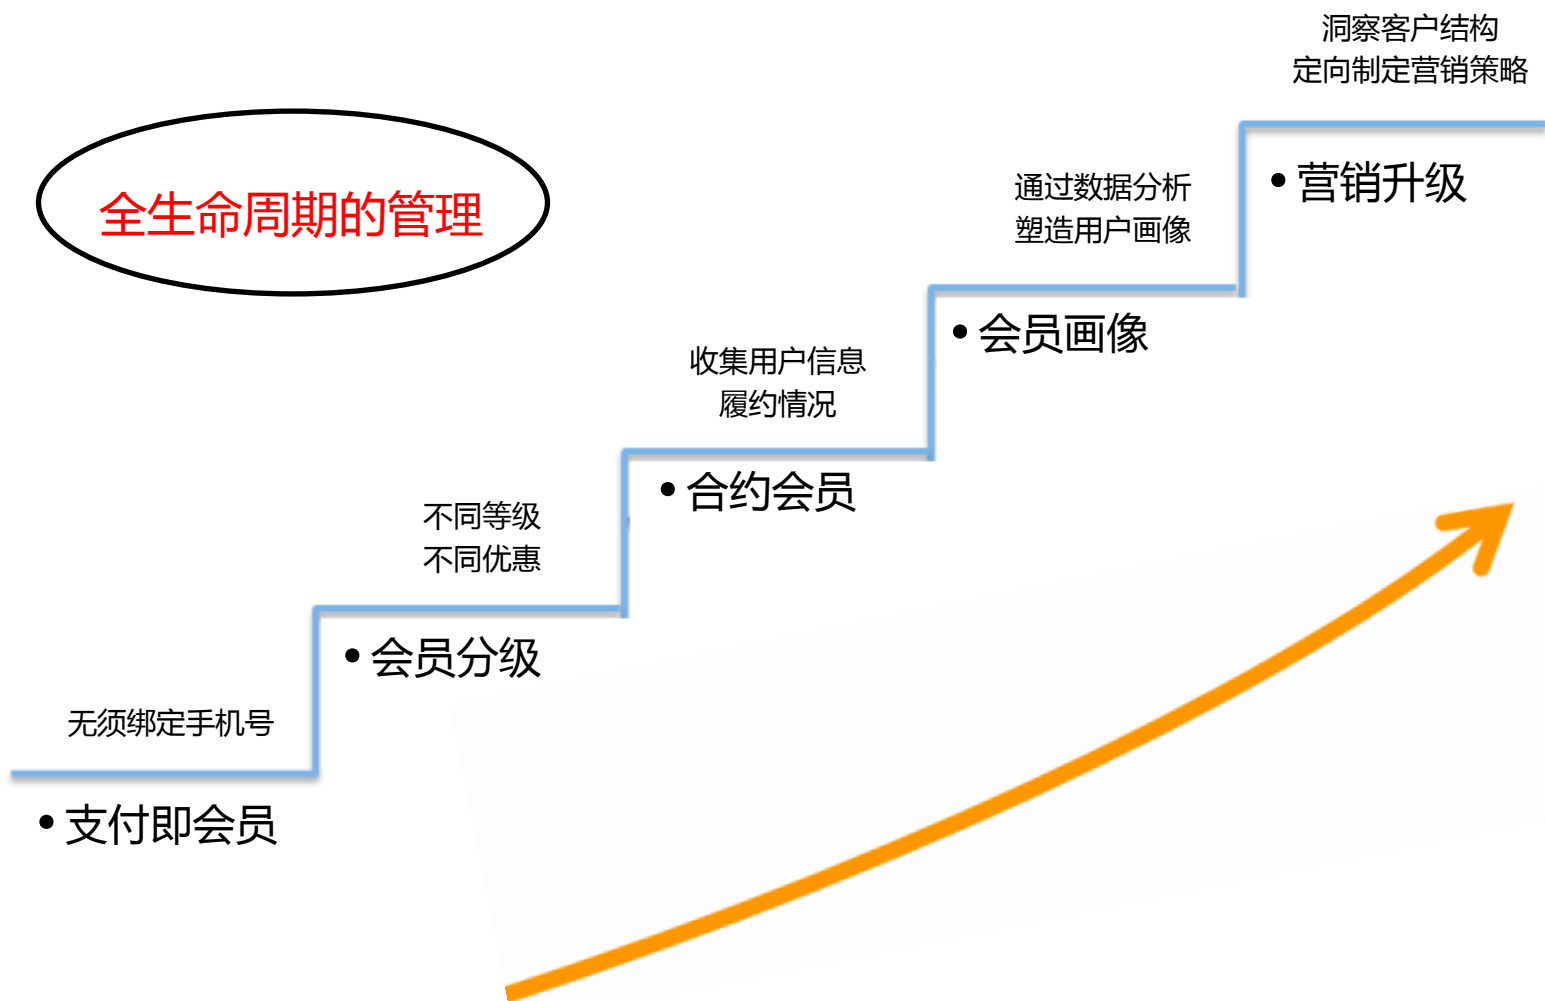 全生命周期的管理
无须绑定手机号
• 支付即会员
不同等级
不同优惠
• 会员分级
收集用户信息
履约情况
• 合约会员
通过数据分析
塑造用户画像
• 会员画像
洞察客户结构
定向制定营销策略
• 营销升级